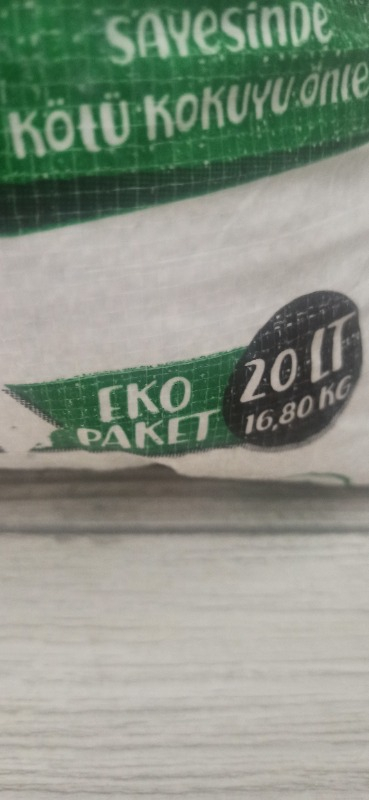 SAYESİNDE
KÖTÜ KOKUYU önle
EKO
PAKET
20 LT
16,80 KG